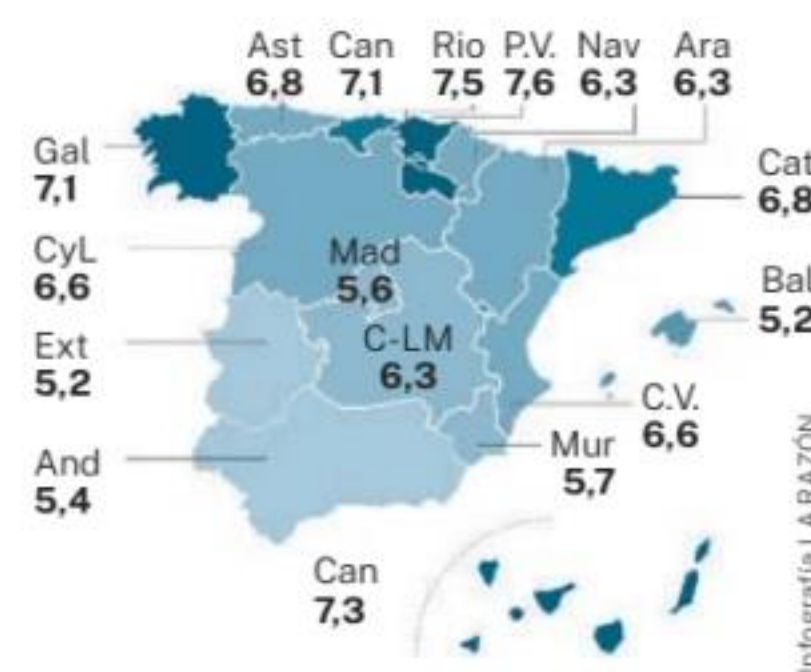 Ast Can Rio P.V. Nav Ara
6,8 7,1 7,5 7,6 6,3 6,3
Gal
7,1
Cat
6,8
CyL
6,6
Mad
5,6
Bal
5,2
Ext
5,2
C-LM
6,3
C.V.
6,6
And
5,4
Mur
5,7
Can
7,3
LA RAZÓN